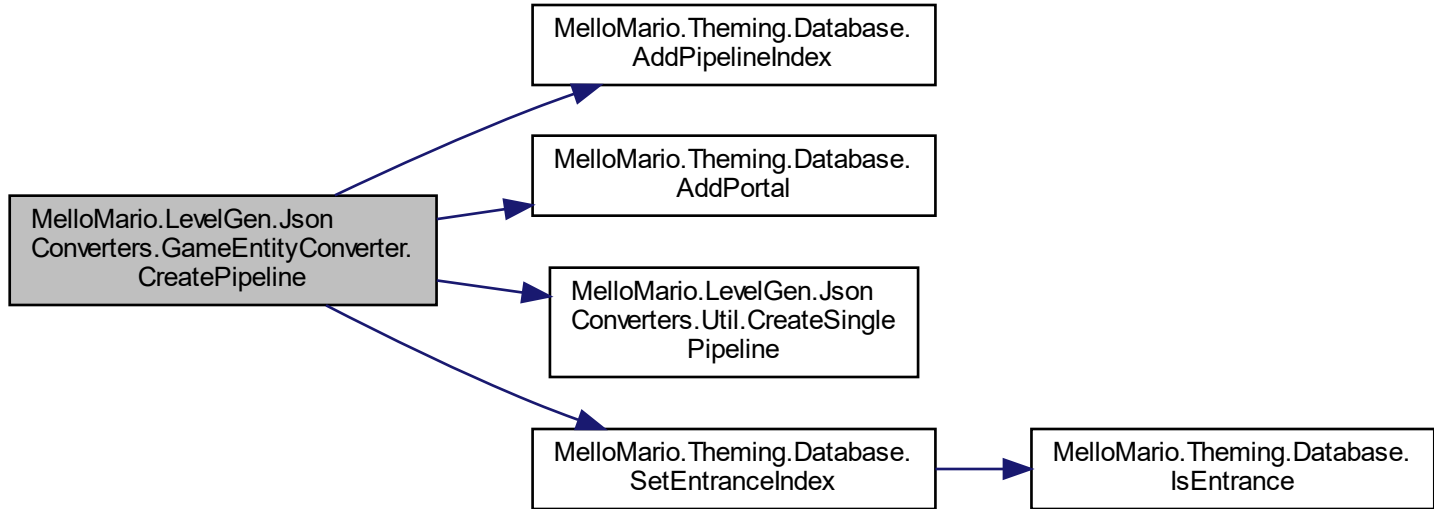 MelloMario.Theming.Database.
AddPipelineIndex
MelloMario.Theming.Database.
AddPortal
MelloMario.LevelGen.Json
Converters.GameEntityConverter.
CreatePipeline
MelloMario.LevelGen.Json
Converters.Util.CreateSingle
Pipeline
MelloMario.Theming.Database.
SetEntranceIndex
MelloMario.Theming.Database.
IsEntrance